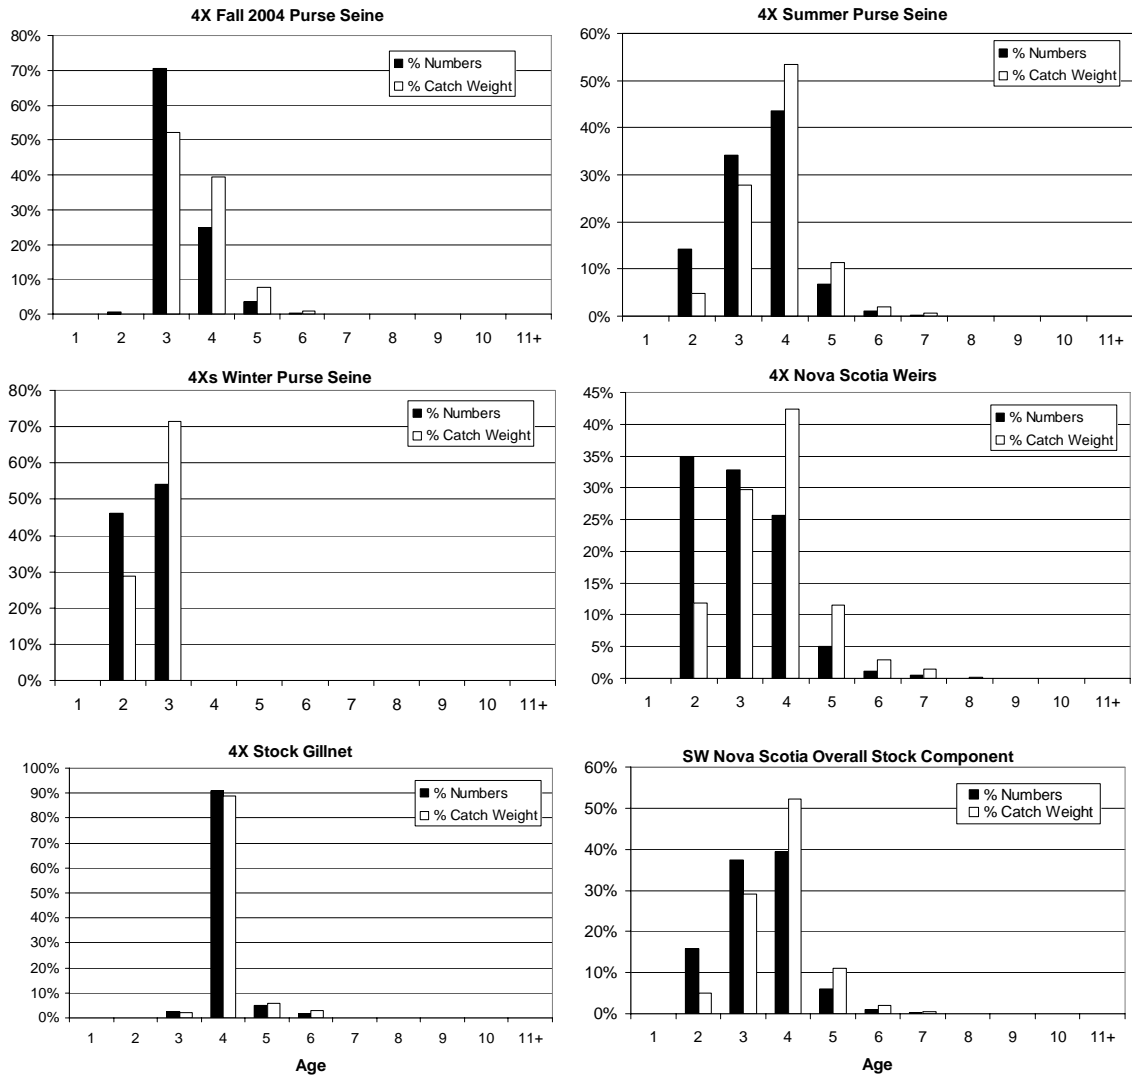 4X Fall 2004 Purse Seine
80%
70%
60%
50%
40%
30%
20%
10%
0%
% Numbers
% Catch Weight
1 2 3 4 5 6 7 8 9 10 11+
4X Summer Purse Seine
60%
50%
40%
30%
20%
10%
0%
% Numbers
% Catch Weight
1 2 3 4 5 6 7 8 9 10 11+
4Xs Winter Purse Seine
80%
70%
60%
50%
40%
30%
20%
10%
0%
% Numbers
% Catch Weight
1 2 3 4 5 6 7 8 9 10 11+
4X Nova Scotia Weirs
45%
40%
35%
30%
25%
20%
15%
10%
5%
0%
% Numbers
% Catch Weight
1 2 3 4 5 6 7 8 9 10 11+
4X Stock Gillnet
100%
90%
80%
70%
60%
50%
40%
30%
20%
10%
0%
% Numbers
% Catch Weight
1 2 3 4 5 6 7 8 9 10 11+
Age
SW Nova Scotia Overall Stock Component
60%
50%
40%
30%
20%
10%
0%
% Numbers
% Catch Weight
1 2 3 4 5 6 7 8 9 10 11+
Age